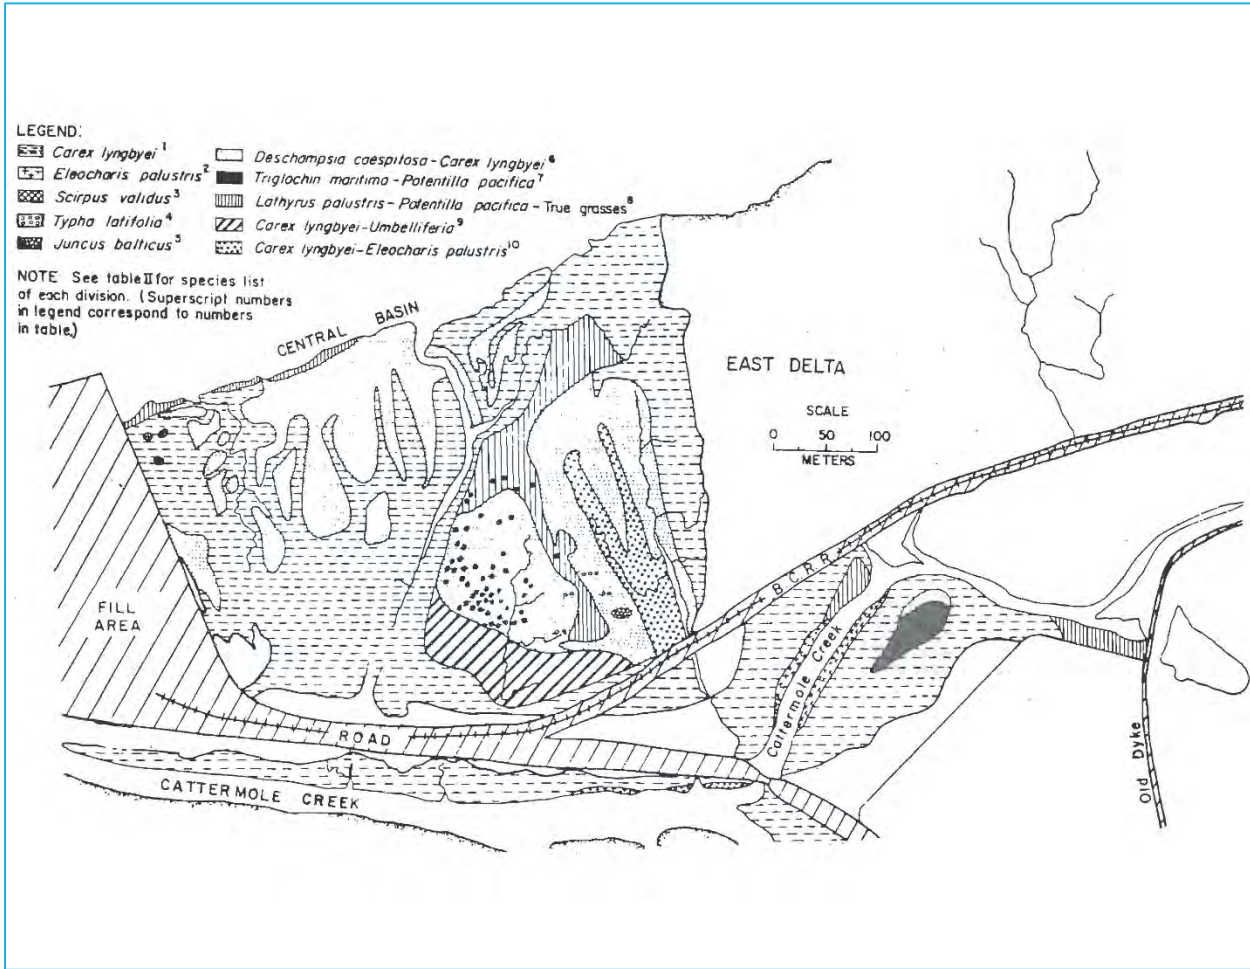 LEGEND:
Carex lyngbyei 1
Eleocharis palustris 2
Scirpus validus 3
Typha latifolia 4
Juncus balticus 5
Deschampsia caespitosa - Carex lyngbyei 6
Triglochin maritima - Potentilla pacifica 7
Lathyrus palustris - Potentilla pacifica - True grasses 8
Carex lyngbyei - Umbelliferia 9
Carex lyngbyei - Eleocharis palustris 10
NOTE See table II for species list
of each division. (Superscript numbers
in legend correspond to numbers
in table.)
CENTRAL BASIN
EAST DELTA
SCALE
0 50 100
METERS
FILL
AREA
B.C.R.R.
ROAD
CATTERMOLE CREEK
Cattermole Creek
Old Dyke